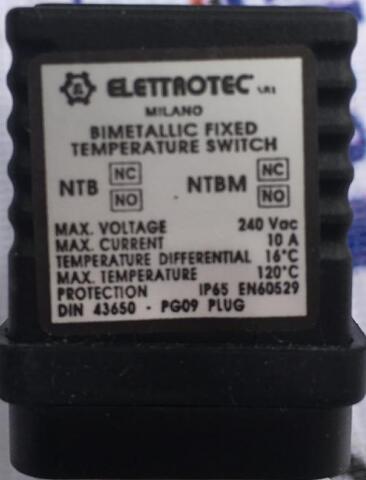 ELETTROTEC s.r.l.
MILANO
BIMETALLIC FIXED
TEMPERATURE SWITCH
NTB NC NO NTBM NC NO
MAX. VOLTAGE 240 Vac
MAX. CURRENT 10 A
TEMPERATURE DIFFERENTIAL 16°C
MAX. TEMPERATURE 120°C
PROTECTION IP65 EN60529
DIN 43650 - PG09 PLUG